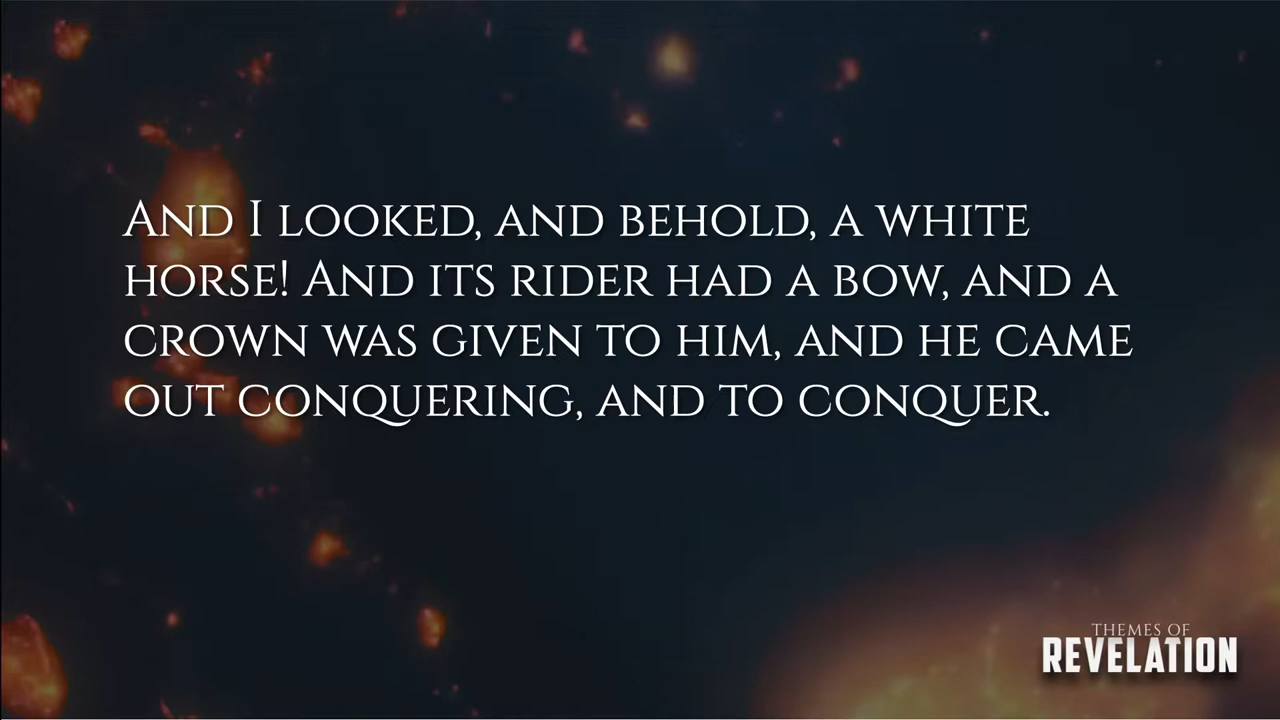 And I looked, and behold, a white
horse! And its rider had a bow, and a
crown was given to him, and he came
out conquering, and to conquer.
THEMES OF
REVELATION